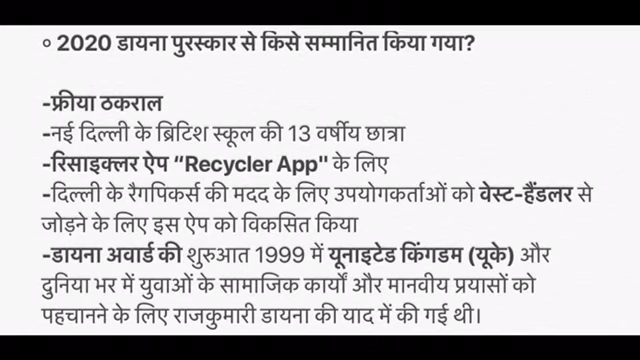 ° 2020 डायना पुरस्कार से किसे सम्मानित किया गया?
-फ्रीया ठकराल
-नई दिल्ली के ब्रिटिश स्कूल की 13 वर्षीय छात्रा
-रिसाइक्लर ऐप “Recycler App" के लिए
-दिल्ली के रैगपिकर्स की मदद के लिए उपयोगकर्ताओं को वेस्ट-हैंडलर से
जोड़ने के लिए इस ऐप को विकसित किया
-डायना अवार्ड की शुरुआत 1999 में यूनाइटेड किंगडम (यूके) और
दुनिया भर में युवाओं के सामाजिक कार्यों और मानवीय प्रयासों को
पहचानने के लिए राजकुमारी डायना की याद में की गई थी।